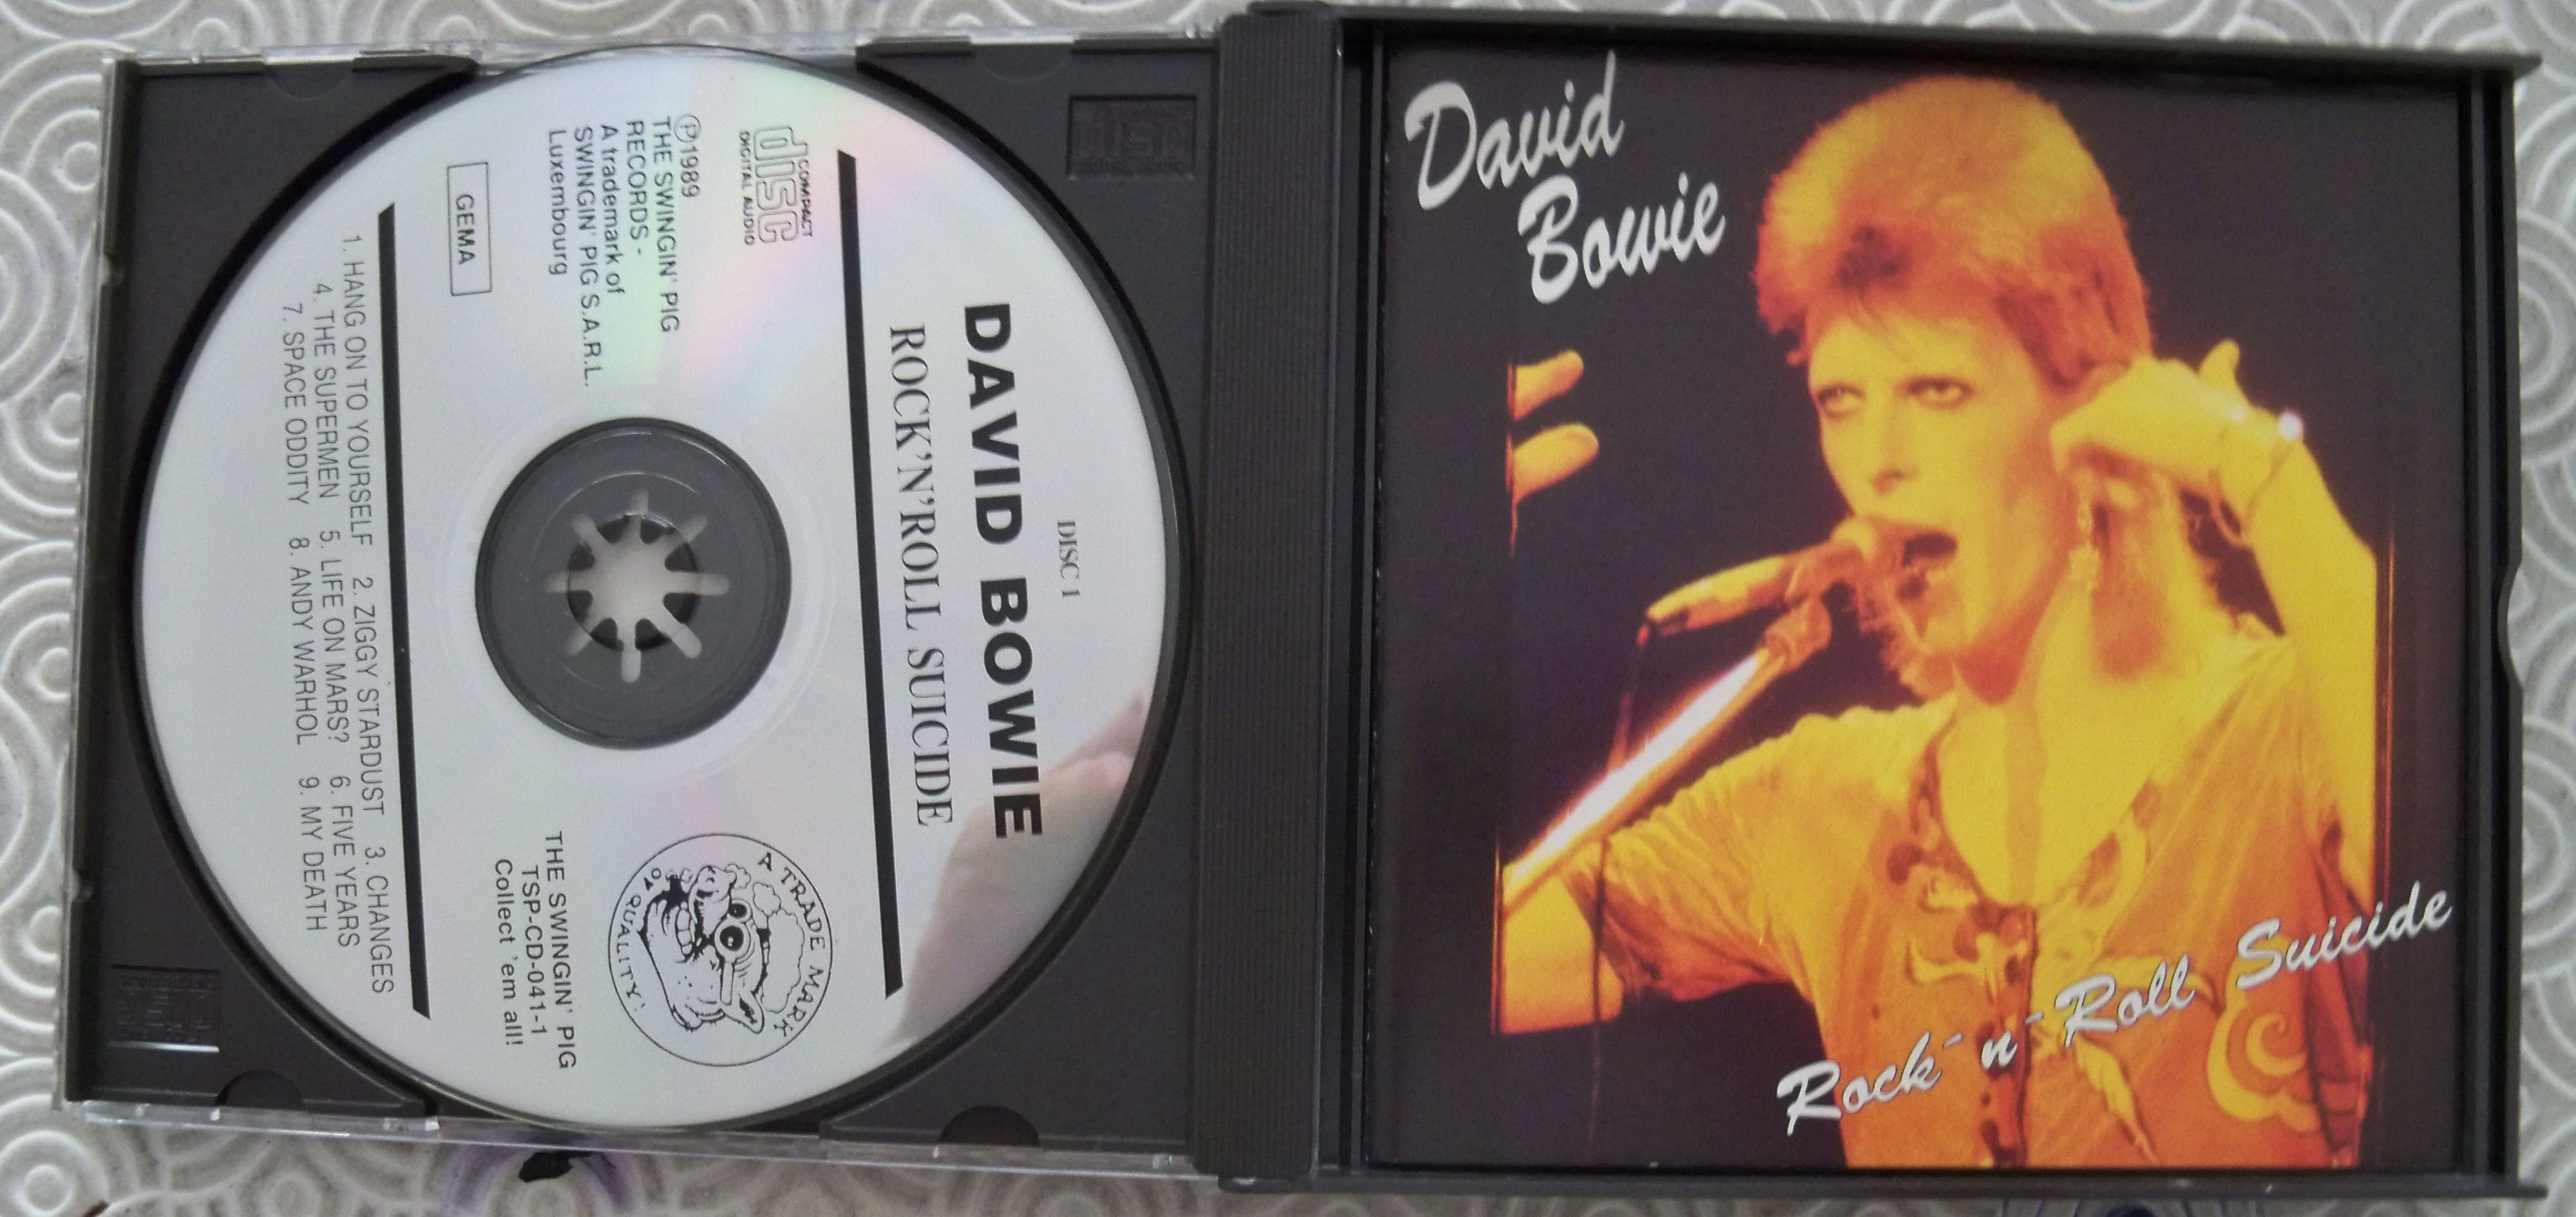 DISC 1
DAVID BOWIE
ROCK'N'ROLL SUICIDE
COMPACT
disc
DIGITAL AUDIO
Ⓟ1989
THE SWINGIN' PIG
RECORDS -
A trademark of
SWINGIN' PIG S.A.R.L.
Luxembourg
GEMA
A TRADE MARK
OF QUALITY!
THE SWINGIN' PIG
TSP-CD-041-1
Collect 'em all!
1. HANG ON TO YOURSELF 2. ZIGGY STARDUST 3. CHANGES
4. THE SUPERMEN 5. LIFE ON MARS? 6. FIVE YEARS
7. SPACE ODDITY 8. ANDY WARHOL 9. MY DEATH
David
Bowie
Rock ́n ́Roll Suicide